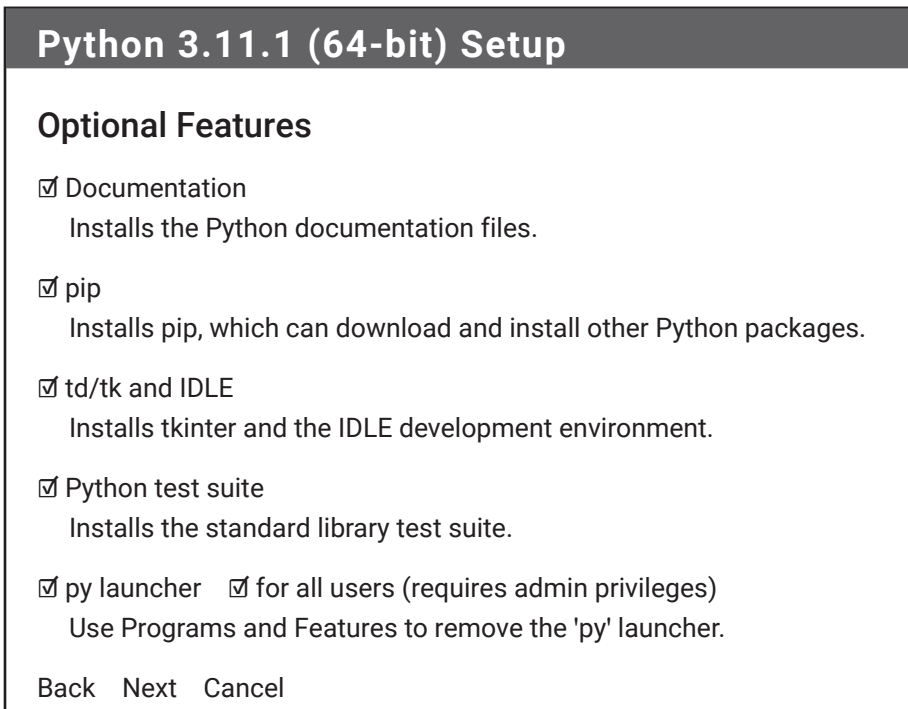 Python 3.11.1 (64-bit) Setup
Optional Features
☑ Documentation
Installs the Python documentation files.
☑ pip
Installs pip, which can download and install other Python packages.
☑ td/tk and IDLE
Installs tkinter and the IDLE development environment.
☑ Python test suite
Installs the standard library test suite.
☑ py launcher ☑ for all users (requires admin privileges)
Use Programs and Features to remove the 'py' launcher.
Back Next Cancel